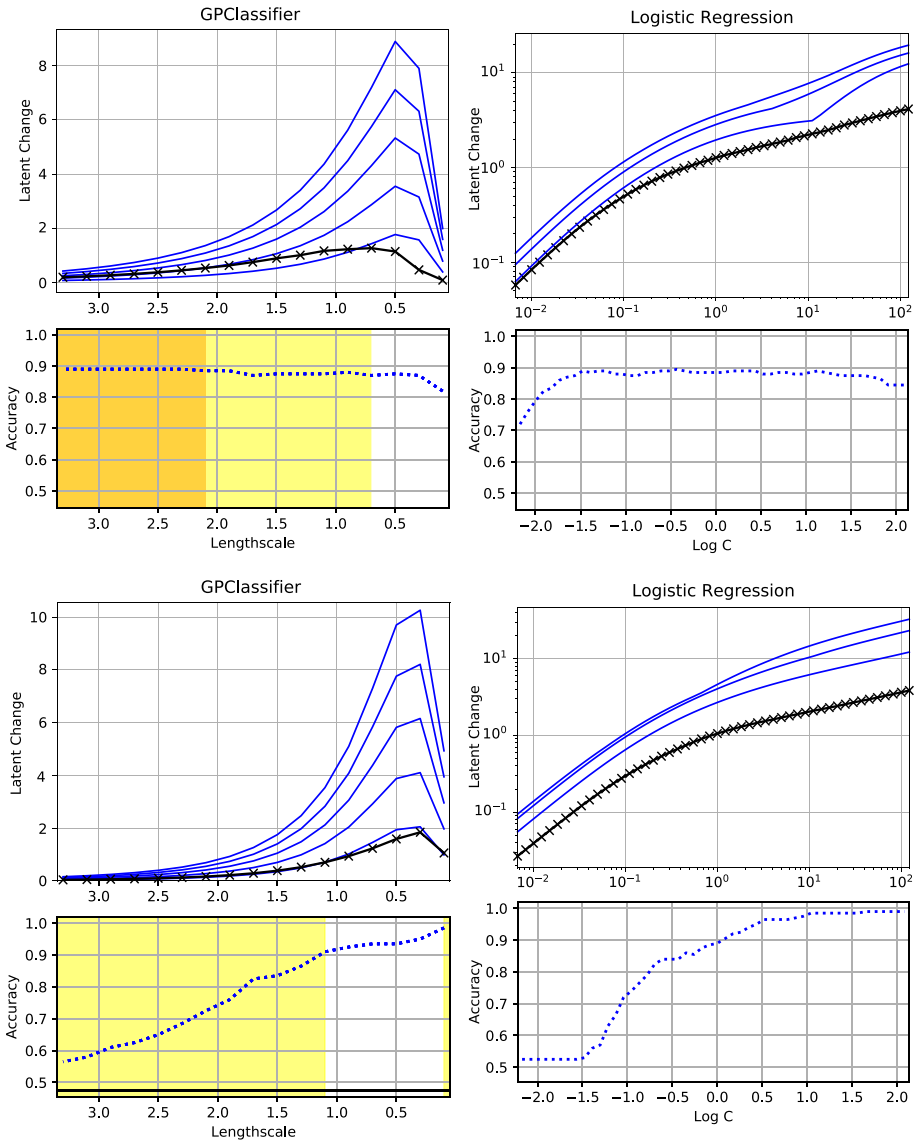 GPClassifier
8
6
4
2
0
Latent Change
3.0 2.5 2.0 1.5 1.0 0.5
Logistic Regression
10^1
10^0
10^−1
Latent Change
10^−2 10^−1 10^0 10^1 10^2
1.0
0.9
0.8
0.7
0.6
0.5
Accuracy
3.0 2.5 2.0 1.5 1.0 0.5
Lengthscale
1.0
0.9
0.8
0.7
0.6
0.5
Accuracy
−2.0 −1.5 −1.0 −0.5 0.0 0.5 1.0 1.5 2.0
Log C
GPClassifier
10
8
6
4
2
0
Latent Change
3.0 2.5 2.0 1.5 1.0 0.5
Logistic Regression
10^1
10^0
10^−1
Latent Change
10^−2 10^−1 10^0 10^1 10^2
1.0
0.9
0.8
0.7
0.6
0.5
Accuracy
3.0 2.5 2.0 1.5 1.0 0.5
Lengthscale
1.0
0.9
0.8
0.7
0.6
0.5
Accuracy
−2.0 −1.5 −1.0 −0.5 0.0 0.5 1.0 1.5 2.0
Log C